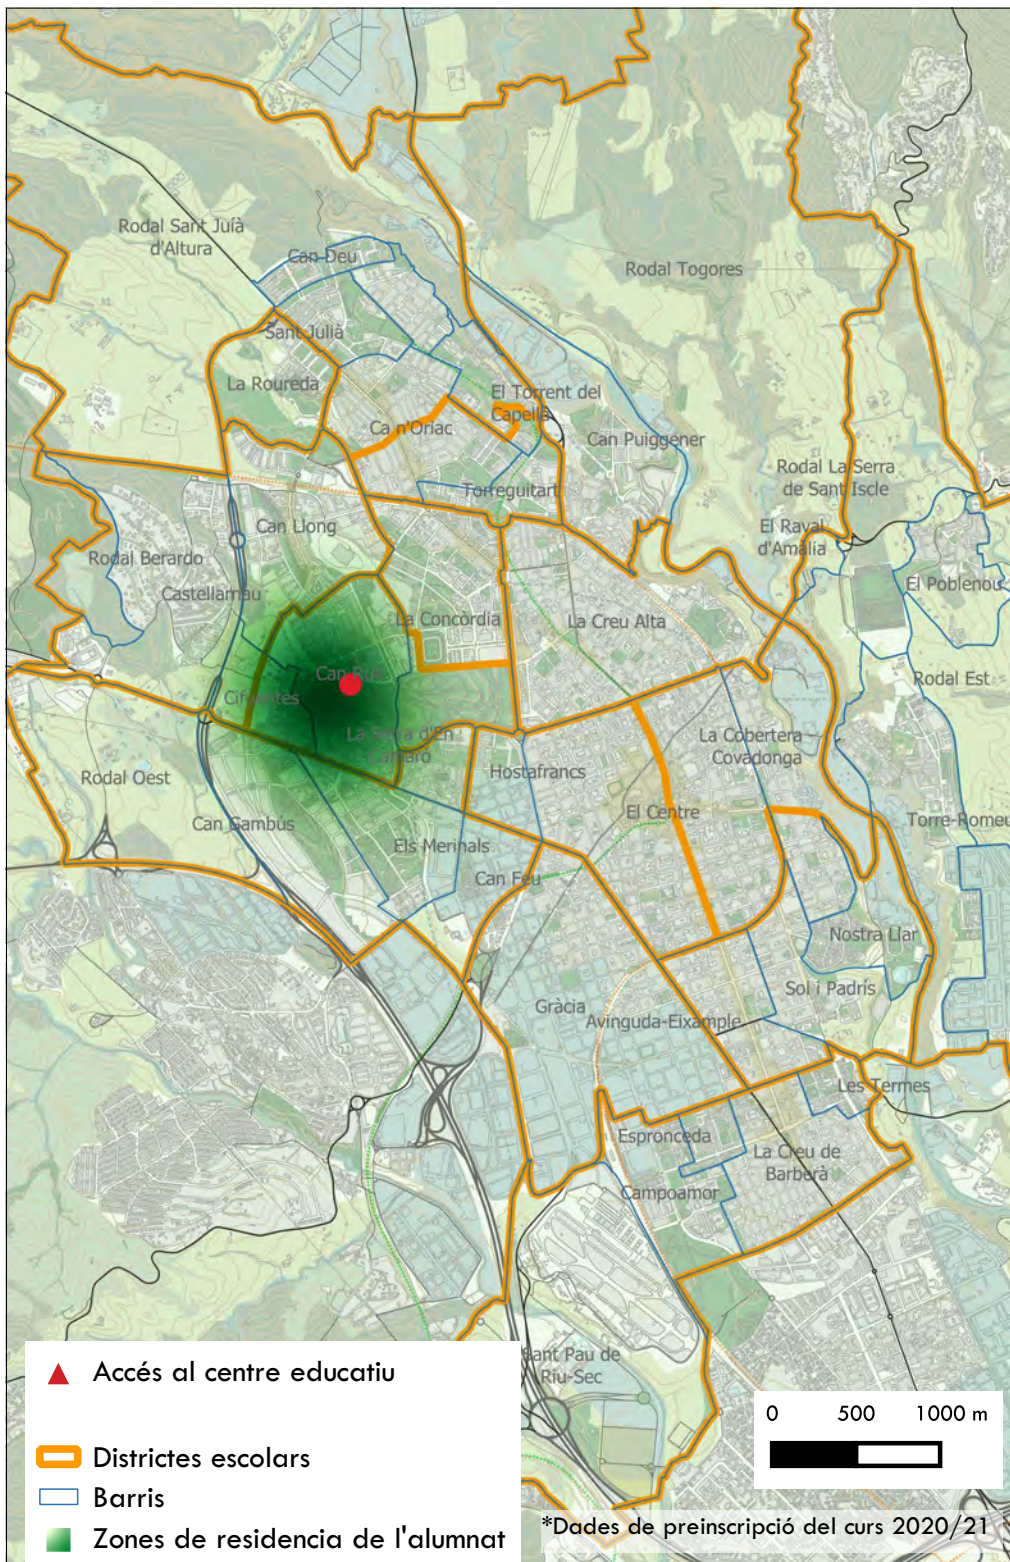 Rodal Sant Juià
d'Altura
Can Deu
Rodal Togores
Sant Julià
La Roureda
El Torrent del
Capellà
Ca n'Oriac
Can Puiggener
Rodal La Serra
de Sant Iscle
Torreguitart
Can Llong
El Raval
d'Amàlia
Rodal Berardo
Castellarnau
El Poblenou
La Concòrdia
La Creu Alta
Can Rull
Rodal Est
Cifuentes
La Serra d'En
Camaró
La Cobertera
Covadonga
Rodal Oest
Hostafrancs
Can Gambús
El Centre
Torre-Romeu
Els Merinals
Can Feu
Nostra Llar
Sol i Padrís
Gràcia
Avinguda-Eixample
Les Termes
Espronceda
La Creu de
Barberà
Campoamor
Sant Pau de
Riu-Sec
Accés al centre educatiu
Districtes escolars
Barris
Zones de residencia de l'alumnat
0 500 1000 m
*Dades de preinscripció del curs 2020/21